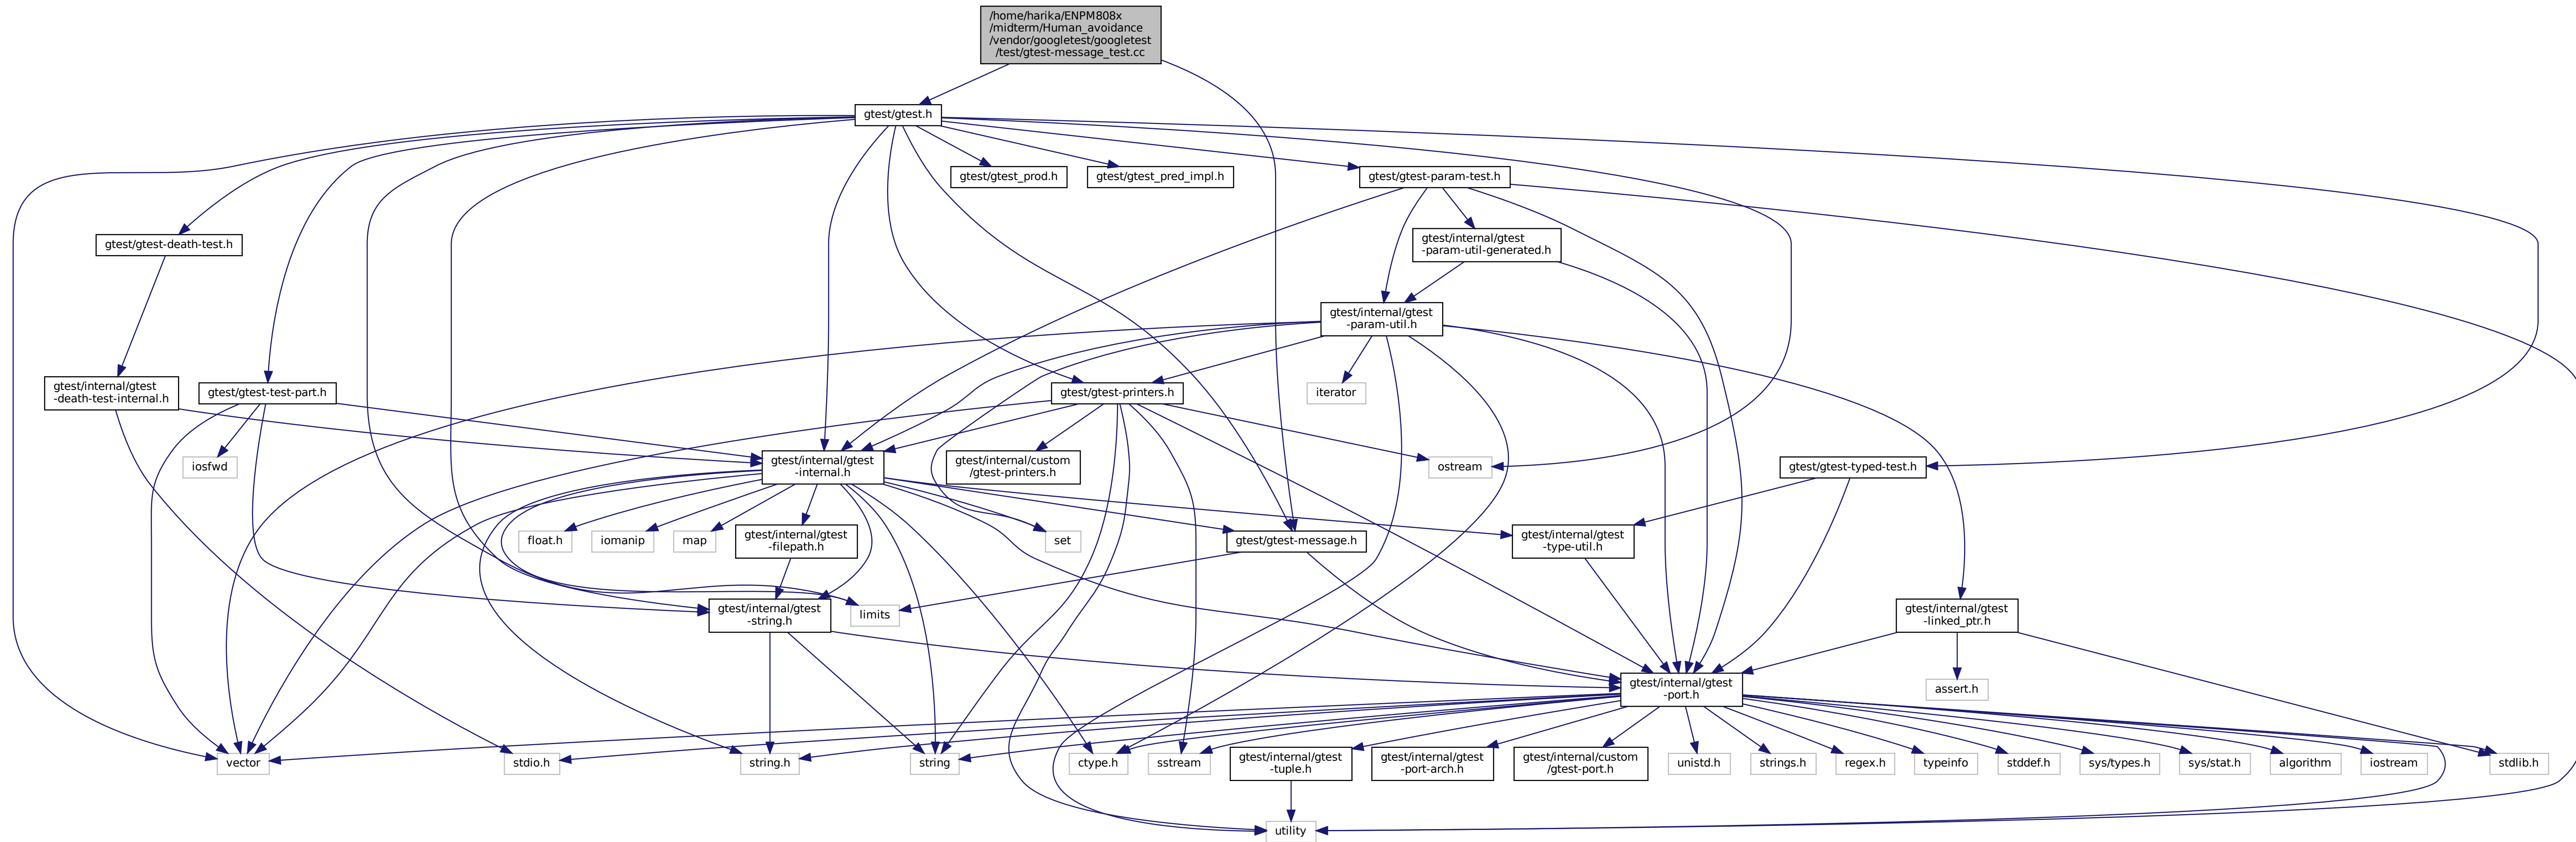 /home/harika/ENPM808x
/midterm/Human_avoidance
/vendor/googletest/googletest
/test/gtest-message_test.cc
gtest/gtest.h
gtest/gtest_prod.h
gtest/gtest_pred_impl.h
gtest/gtest-param-test.h
gtest/gtest-death-test.h
gtest/internal/gtest
-param-util-generated.h
gtest/internal/gtest
-param-util.h
gtest/internal/gtest
-death-test-internal.h
gtest/gtest-test-part.h
gtest/gtest-printers.h
iterator
iosfwd
gtest/internal/gtest
-internal.h
gtest/internal/custom
/gtest-printers.h
ostream
gtest/gtest-typed-test.h
float.h
iomanip
map
gtest/internal/gtest
-filepath.h
set
gtest/gtest-message.h
gtest/internal/gtest
-type-util.h
gtest/internal/gtest
-string.h
limits
gtest/internal/gtest
-linked_ptr.h
gtest/internal/gtest
-port.h
assert.h
vector
stdio.h
string.h
string
ctype.h
sstream
gtest/internal/gtest
-tuple.h
gtest/internal/gtest
-port-arch.h
gtest/internal/custom
/gtest-port.h
unistd.h
strings.h
regex.h
typeinfo
stddef.h
sys/types.h
sys/stat.h
algorithm
iostream
stdlib.h
utility